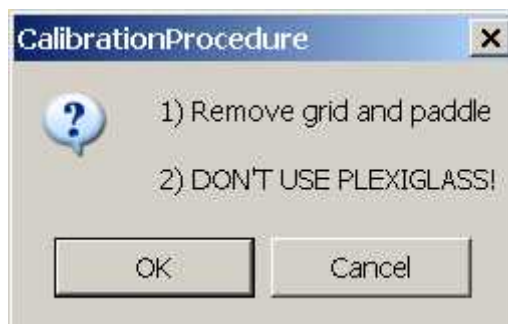 CalibrationProcedure
1) Remove grid and paddle
2) DON'T USE PLEXIGLASS!
OK Cancel